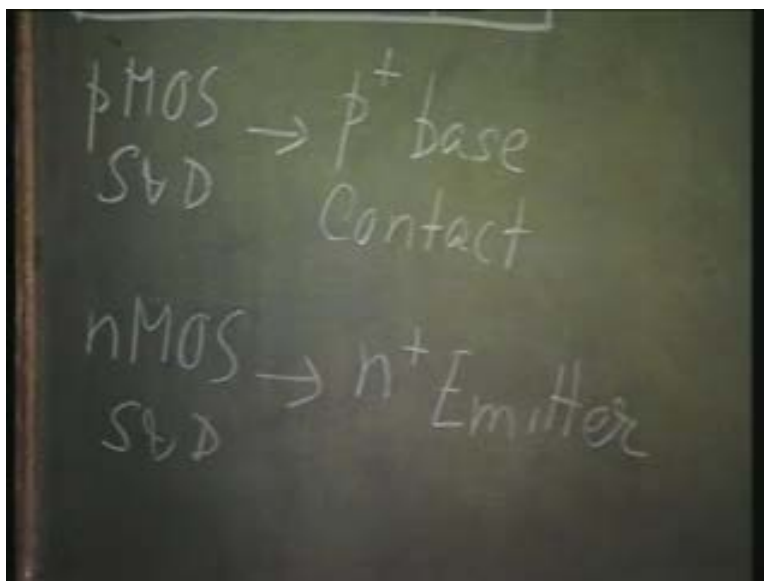 pMOS → p+ base
S&D Contact
nMOS → n+ Emitter
S&D